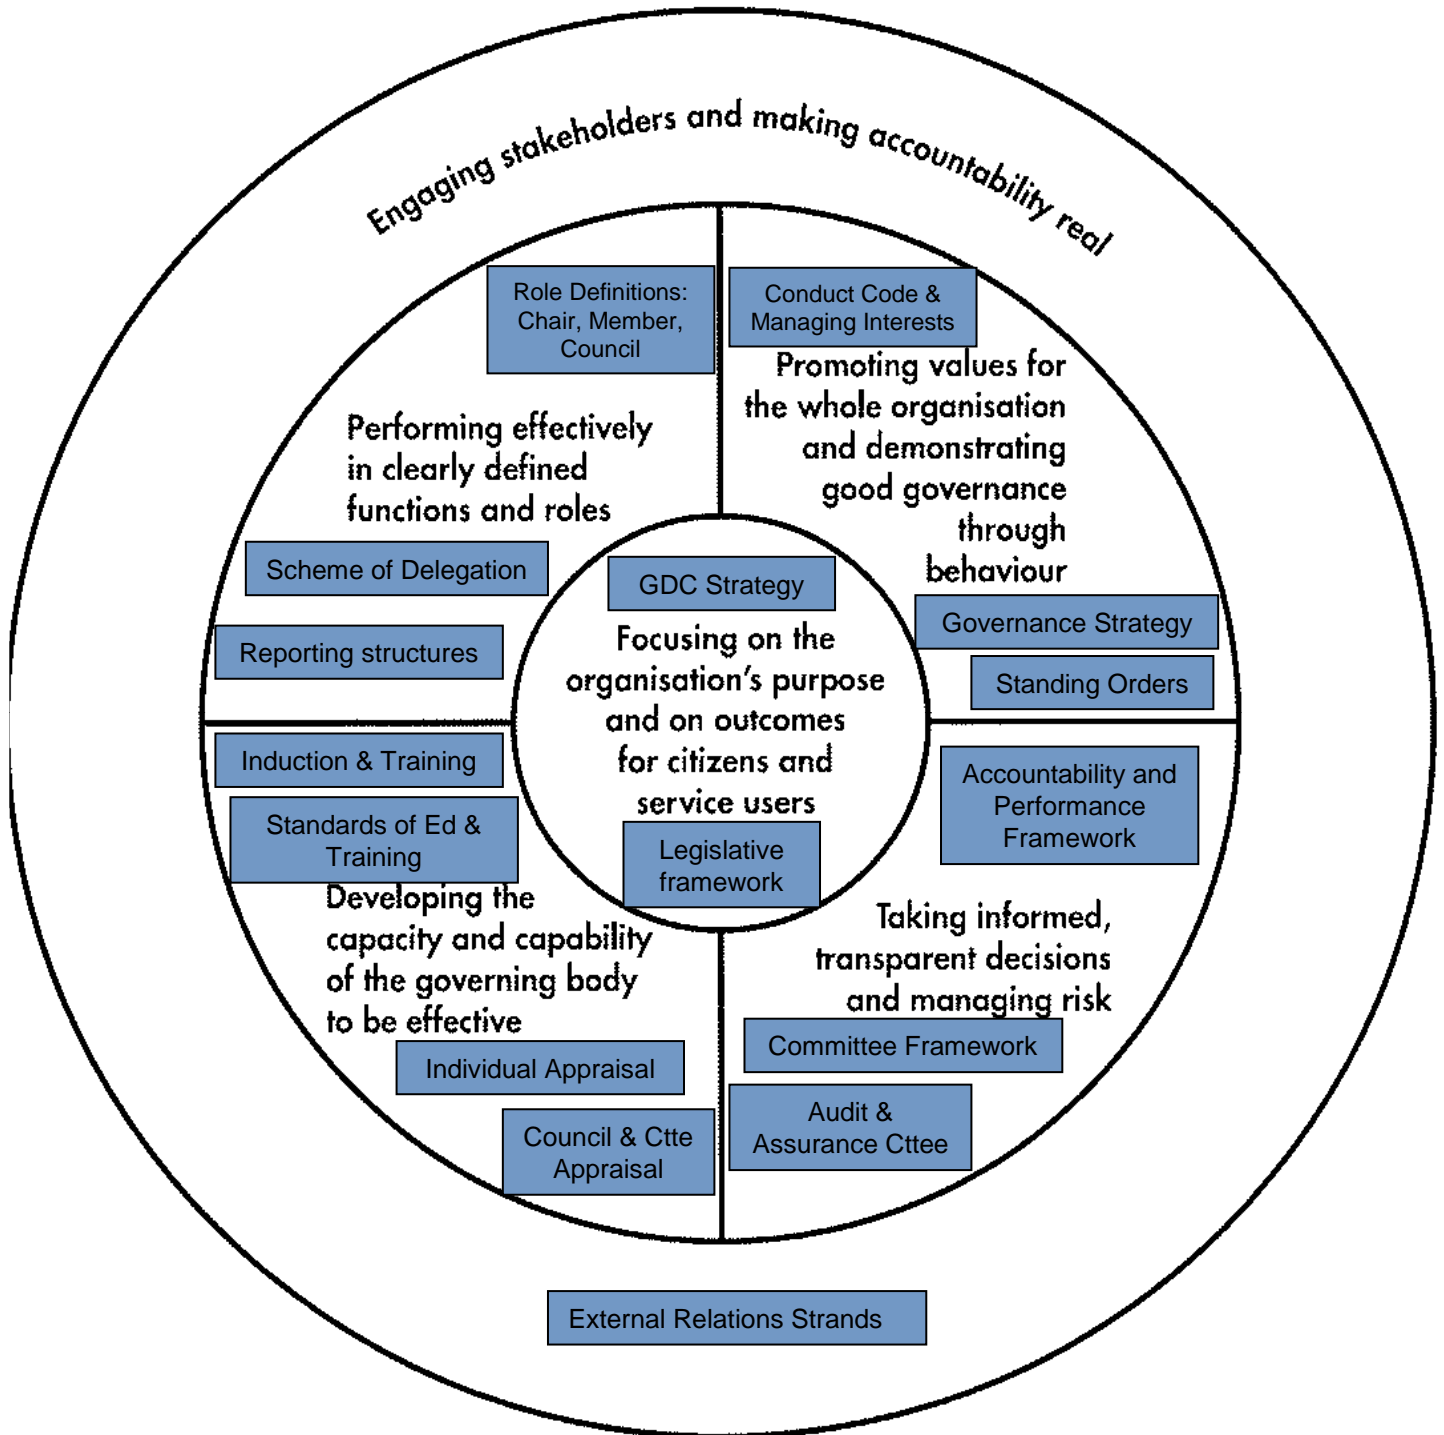 Engaging stakeholders and making accountability real
Role Definitions:
Chair, Member,
Council
Conduct Code &
Managing Interests
Performing effectively
in clearly defined
functions and roles
Promoting values for
the whole organisation
and demonstrating
good governance
through
behaviour
Scheme of Delegation
Reporting structures
GDC Strategy
Focusing on the
organisation's purpose
and on outcomes
for citizens and
service users
Legislative
framework
Governance Strategy
Standing Orders
Induction & Training
Standards of Ed &
Training
Developing the
capacity and capability
of the governing body
to be effective
Individual Appraisal
Council & Ctte
Appraisal
Accountability and
Performance
Framework
Taking informed,
transparent decisions
and managing risk
Committee Framework
Audit &
Assurance Cttee
External Relations Strands